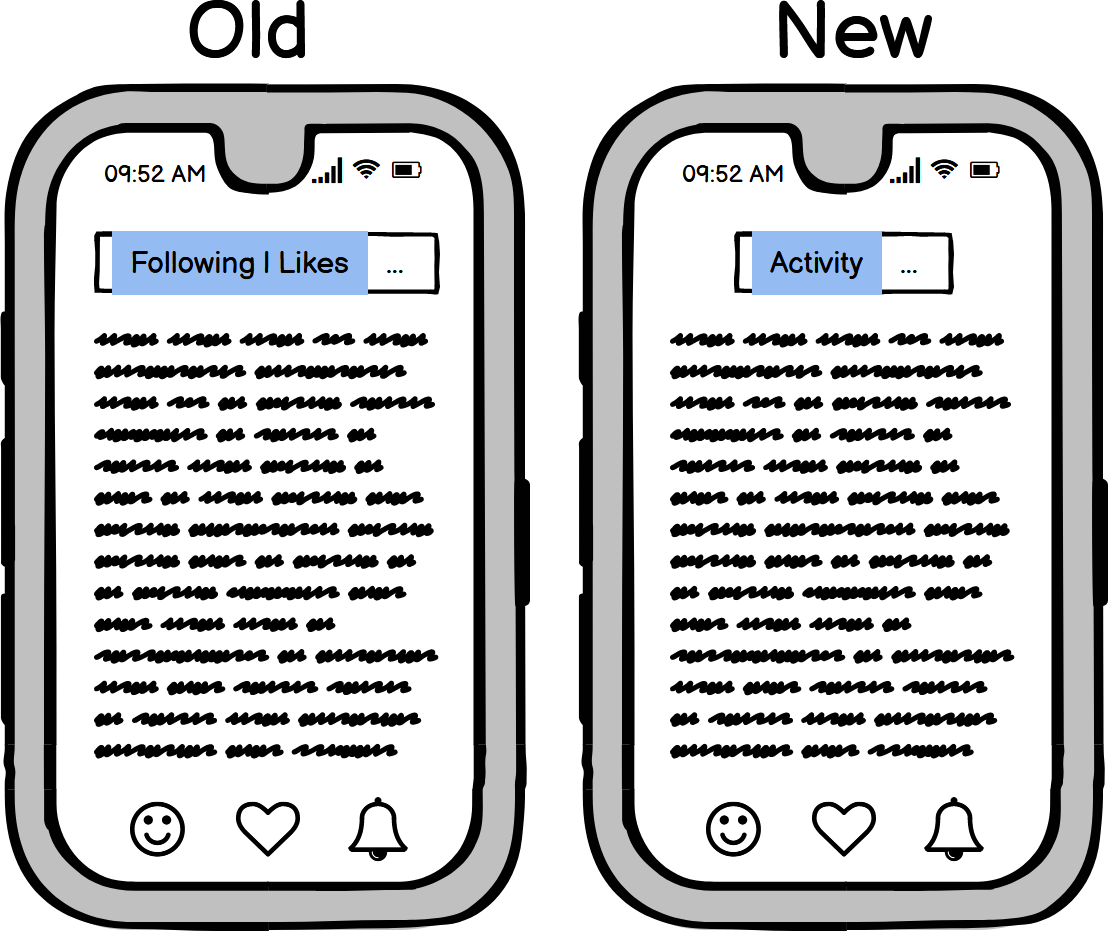 Old
New
09:52 AM
09:52 AM
Following | Likes ...
Activity ...